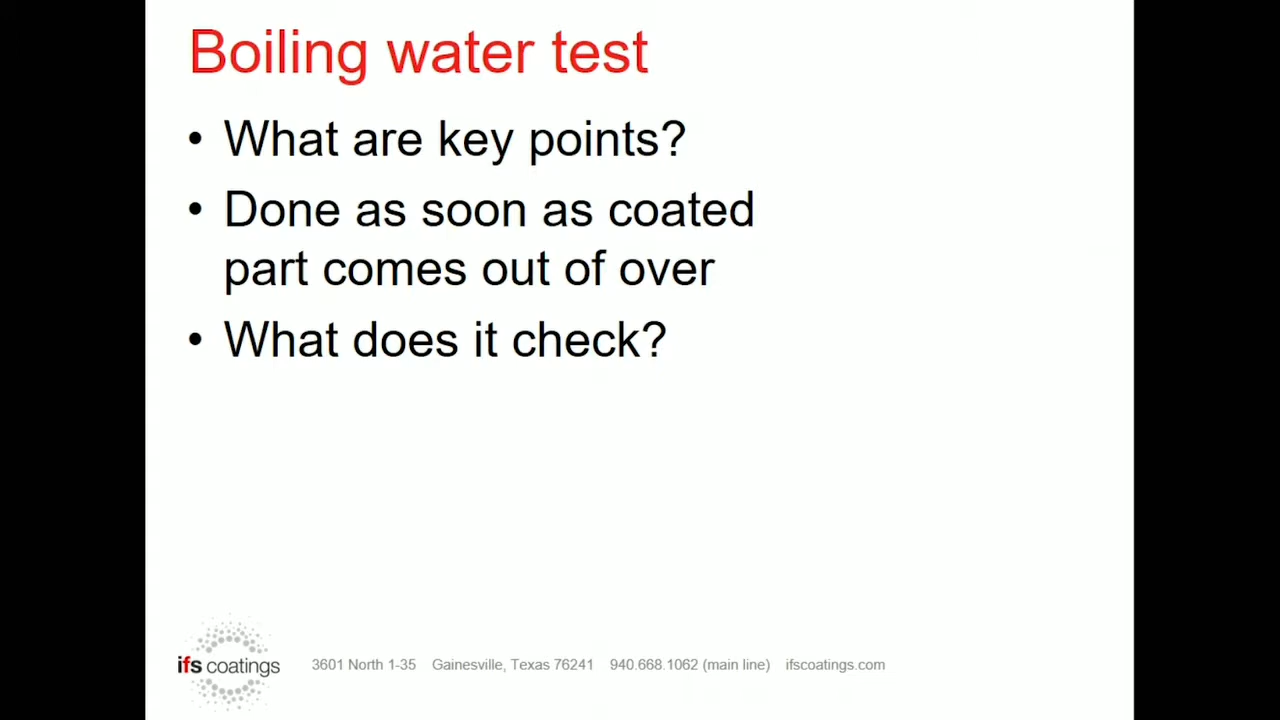 Boiling water test
• What are key points?
• Done as soon as coated
part comes out of over
• What does it check?
ifs coatings
3601 North 1-35 Gainesville, Texas 76241 940.668.1062 (main line) ifscoatings.com